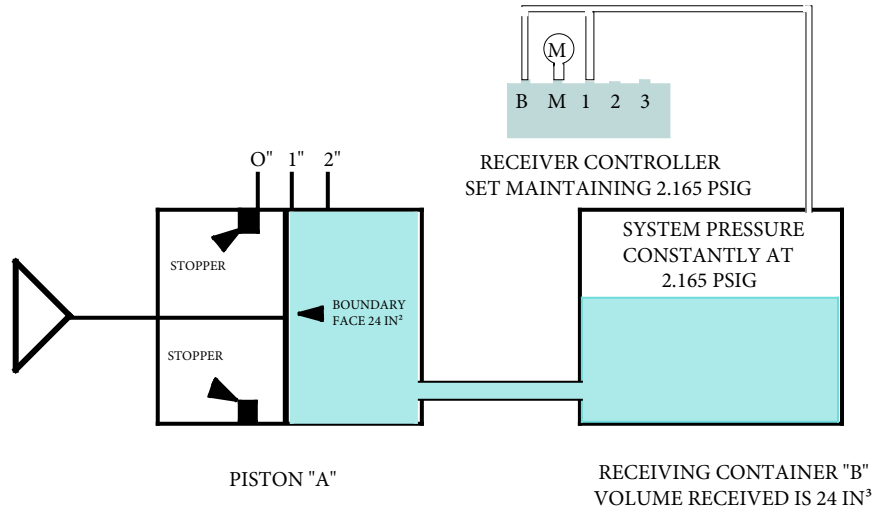 M
B M 1 2 3
RECEIVER CONTROLLER
SET MAINTAINING 2.165 PSIG
O" 1" 2"
STOPPER
BOUNDARY
FACE 24 IN²
STOPPER
SYSTEM PRESSURE
CONSTANTLY AT
2.165 PSIG
PISTON "A"
RECEIVING CONTAINER "B"
VOLUME RECEIVED IS 24 IN³